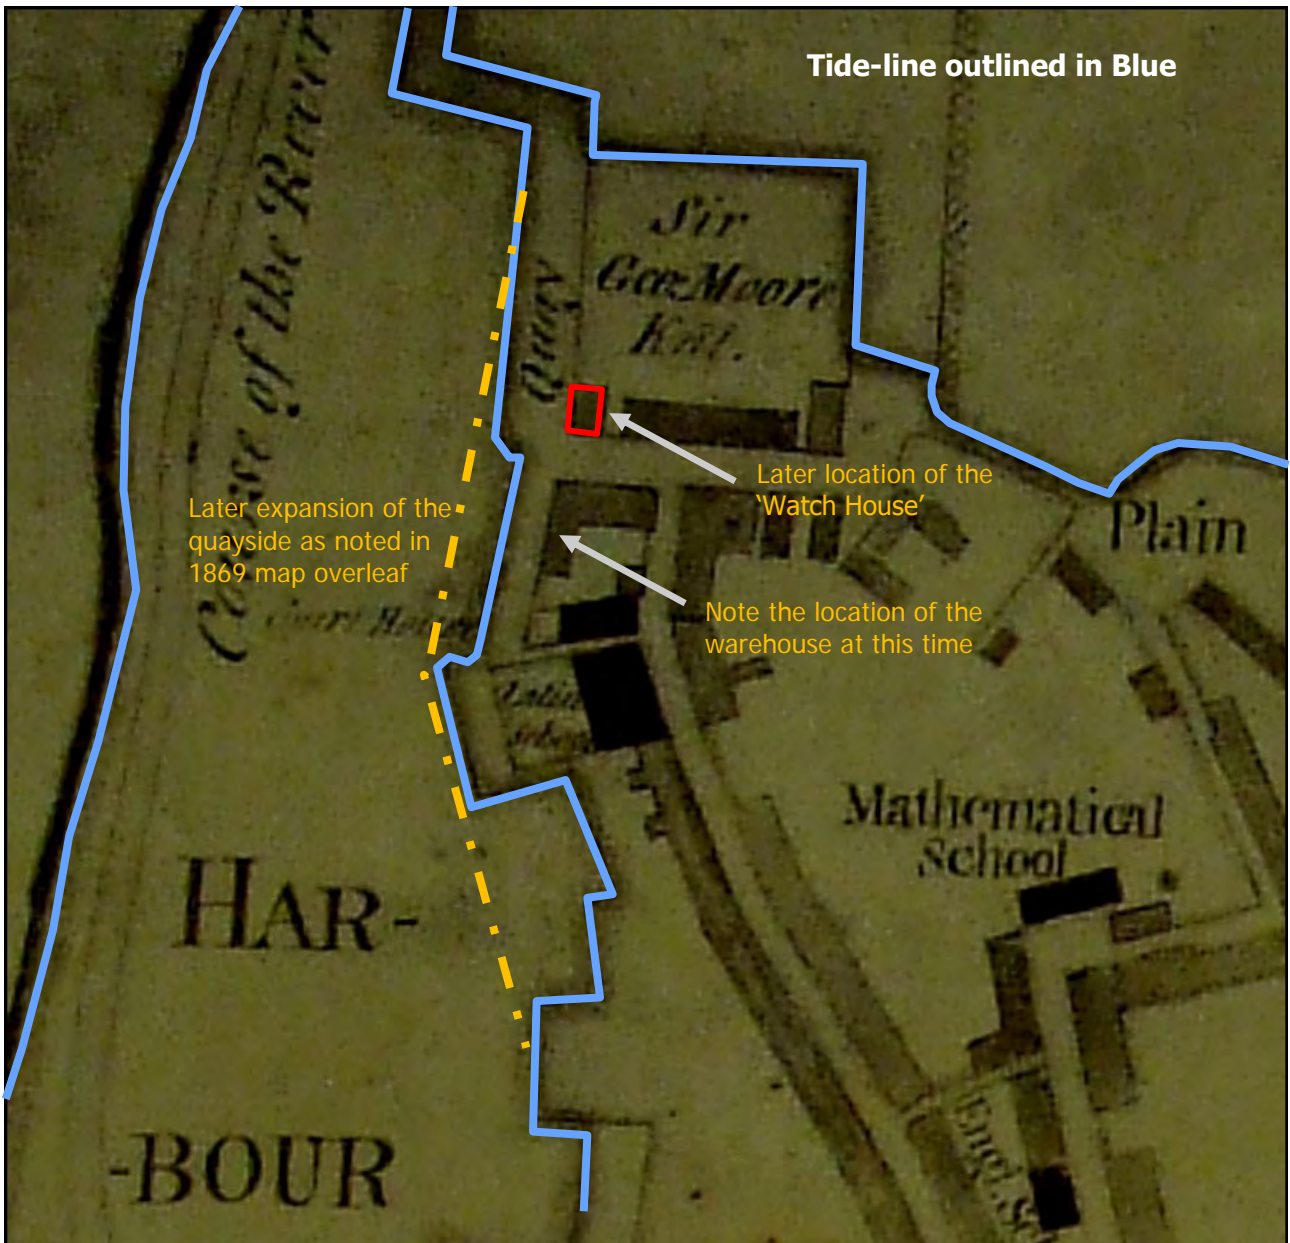 Tide-line outlined in Blue
Course of the River
Sir
Geo: Moore
Knt.
Quay
Later location of the
‘Watch House’
Later expansion of the
quayside as noted in
1869 map overleaf
Plain
Note the location of the
warehouse at this time
Mathematical
School
HAR-
-BOUR